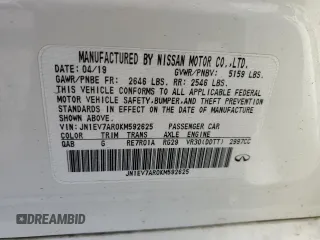 MANUFACTURED BY NISSAN MOTOR CO.,LTD.
DATE 04/19 GVWR/PNBV: 5159 LBS.
GAWR/PNBE FR: 2646 LBS. RR: 2546 LBS.
THIS VEHICLE CONFORMS TO ALL APPLICABLE
FEDERAL MOTOR VEHICLE SAFETY, BUMPER, AND THEFT PREVENTION
STANDARDS IN EFFECT ON THE DATE OF MANUFACTURE
SHOWN ABOVE.
VIN: JN1EV7AR0KM592625 PASSENGER CAR
COLOR TRIM TRANS AXLE ENGINE
QAB G RE7R01A RG29 VR30(DDTT) 2997CC
JN1EV7AR0KM592625
DREAMBID
© DREAMBID.COM